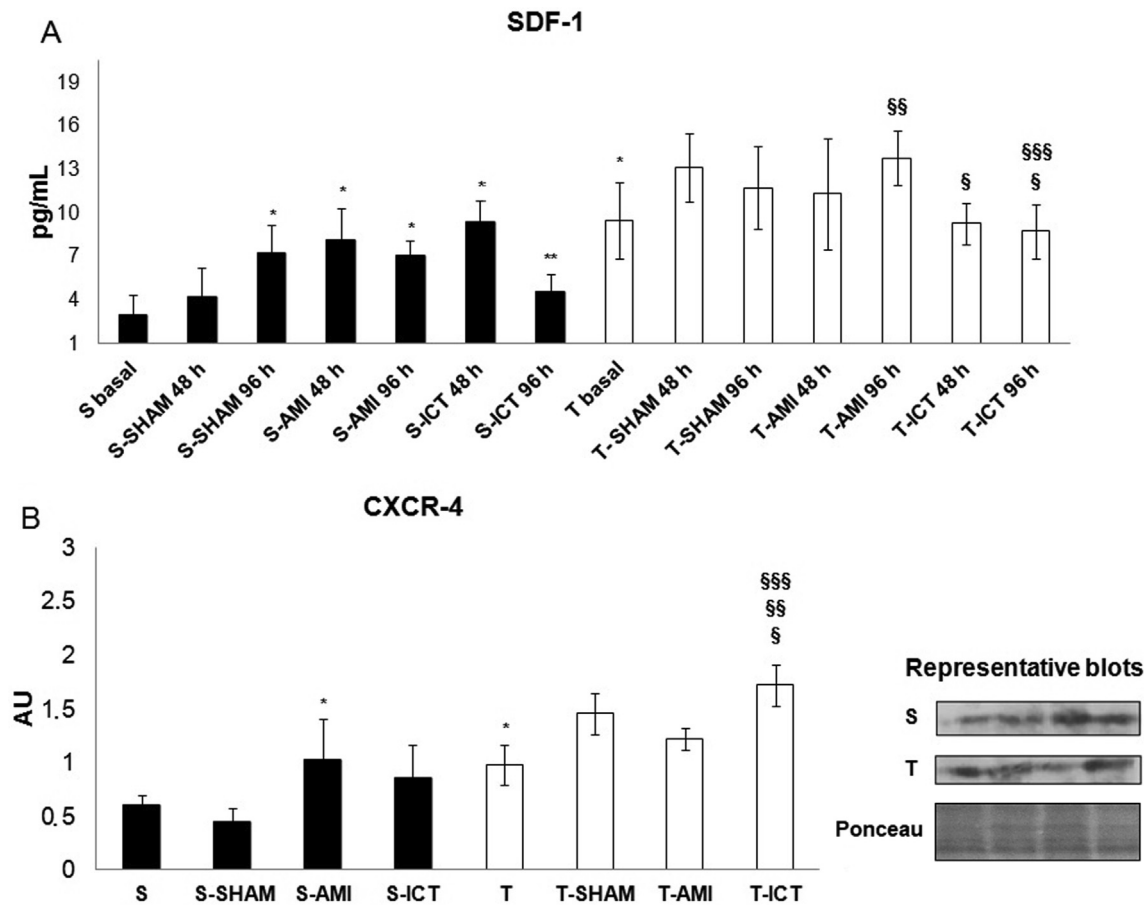 A
SDF-1
pg/mL
19
16
13
10
7
4
1
*
*
*
*
**
*
§§
§
§§§
§
S basal
S-SHAM 48 h
S-SHAM 96 h
S-AMI 48 h
S-AMI 96 h
S-ICT 48 h
S-ICT 96 h
T basal
T-SHAM 48 h
T-SHAM 96 h
T-AMI 48 h
T-AMI 96 h
T-ICT 48 h
T-ICT 96 h
B
CXCR-4
AU
3
2.5
2
1.5
1
0.5
0
*
*
§§§
§§
§
S S-SHAM S-AMI S-ICT T T-SHAM T-AMI T-ICT
Representative blots
S
T
Ponceau